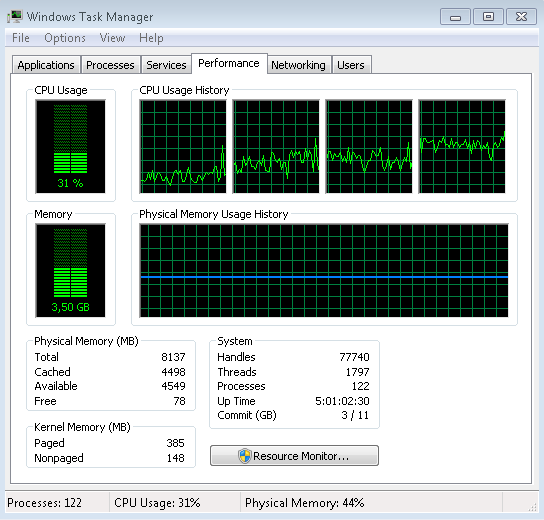 Windows Task Manager
File Options View Help
Applications Processes Services Performance Networking Users
CPU Usage CPU Usage History
31 %
Memory Physical Memory Usage History
3,50 GB
Physical Memory (MB)
Total 8137
Cached 4498
Available 4549
Free 78
System
Handles 77740
Threads 1797
Processes 122
Up Time 5:01:02:30
Commit (GB) 3 / 11
Kernel Memory (MB)
Paged 385
Nonpaged 148
Resource Monitor...
Processes: 122 CPU Usage: 31% Physical Memory: 44%